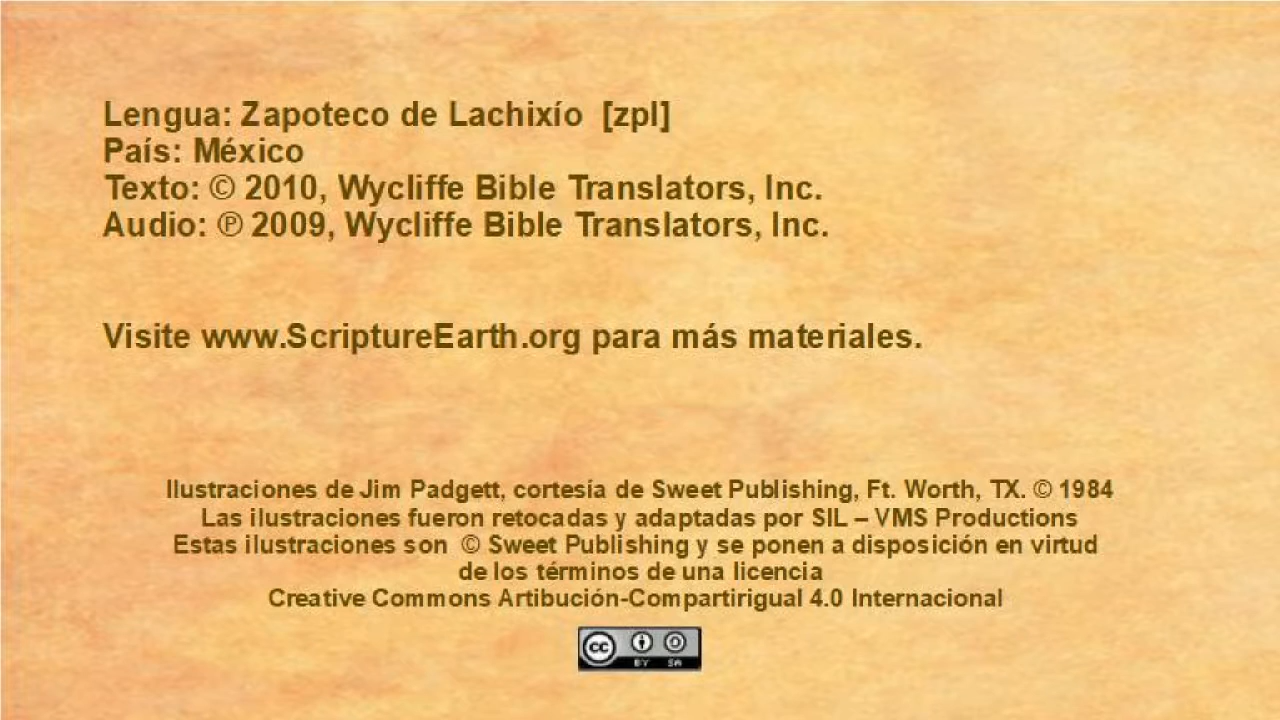 Lengua: Zapoteco de Lachixío [zpl]
País: México
Texto: © 2010, Wycliffe Bible Translators, Inc.
Audio: ℗ 2009, Wycliffe Bible Translators, Inc.
Visite www.ScriptureEarth.org para más materiales.
Ilustraciones de Jim Padgett, cortesía de Sweet Publishing, Ft. Worth, TX. © 1984
Las ilustraciones fueron retocadas y adaptadas por SIL – VMS Productions
Estas ilustraciones son © Sweet Publishing y se ponen a disposición en virtud
de los términos de una licencia
Creative Commons Artibución-Compartirigual 4.0 Internacional
cc BY SA